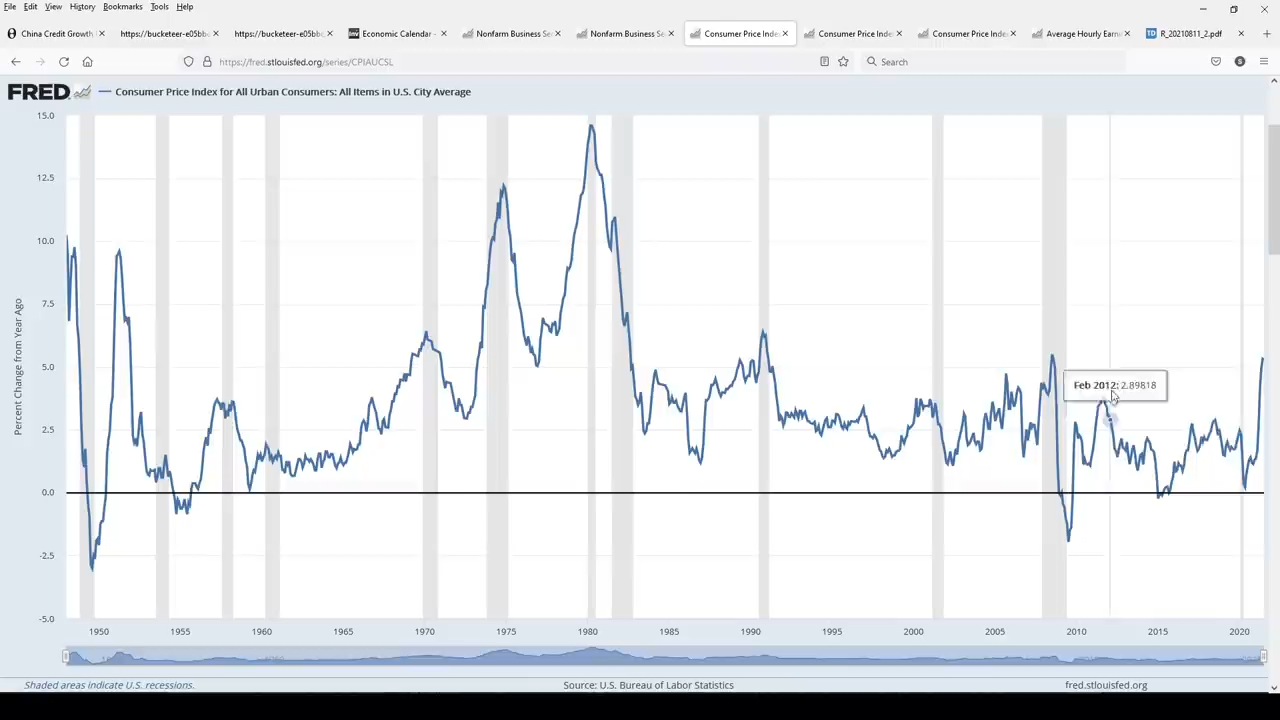 File Edit View History Bookmarks Tools Help
China Credit Growth
https://bucketeer-e05bbc
https://bucketeer-e05bbc
Economic Calendar -
Nonfarm Business Se
Nonfarm Business Se
Consumer Price Inde
Consumer Price Inde
Consumer Price Inde
Average Hourly Earn
R_20210811_2.pdf
https://fred.stlouisfed.org/series/CPIAUCSL
Search
FRED
Consumer Price Index for All Urban Consumers: All Items in U.S. City Average
Percent Change from Year Ago
15.0
12.5
10.0
7.5
5.0
2.5
0.0
-2.5
-5.0
Feb 2012: 2.89818
1950 1955 1960 1965 1970 1975 1980 1985 1990 1995 2000 2005 2010 2015 2020
Shaded areas indicate U.S. recessions.
Source: U.S. Bureau of Labor Statistics
fred.stlouisfed.org